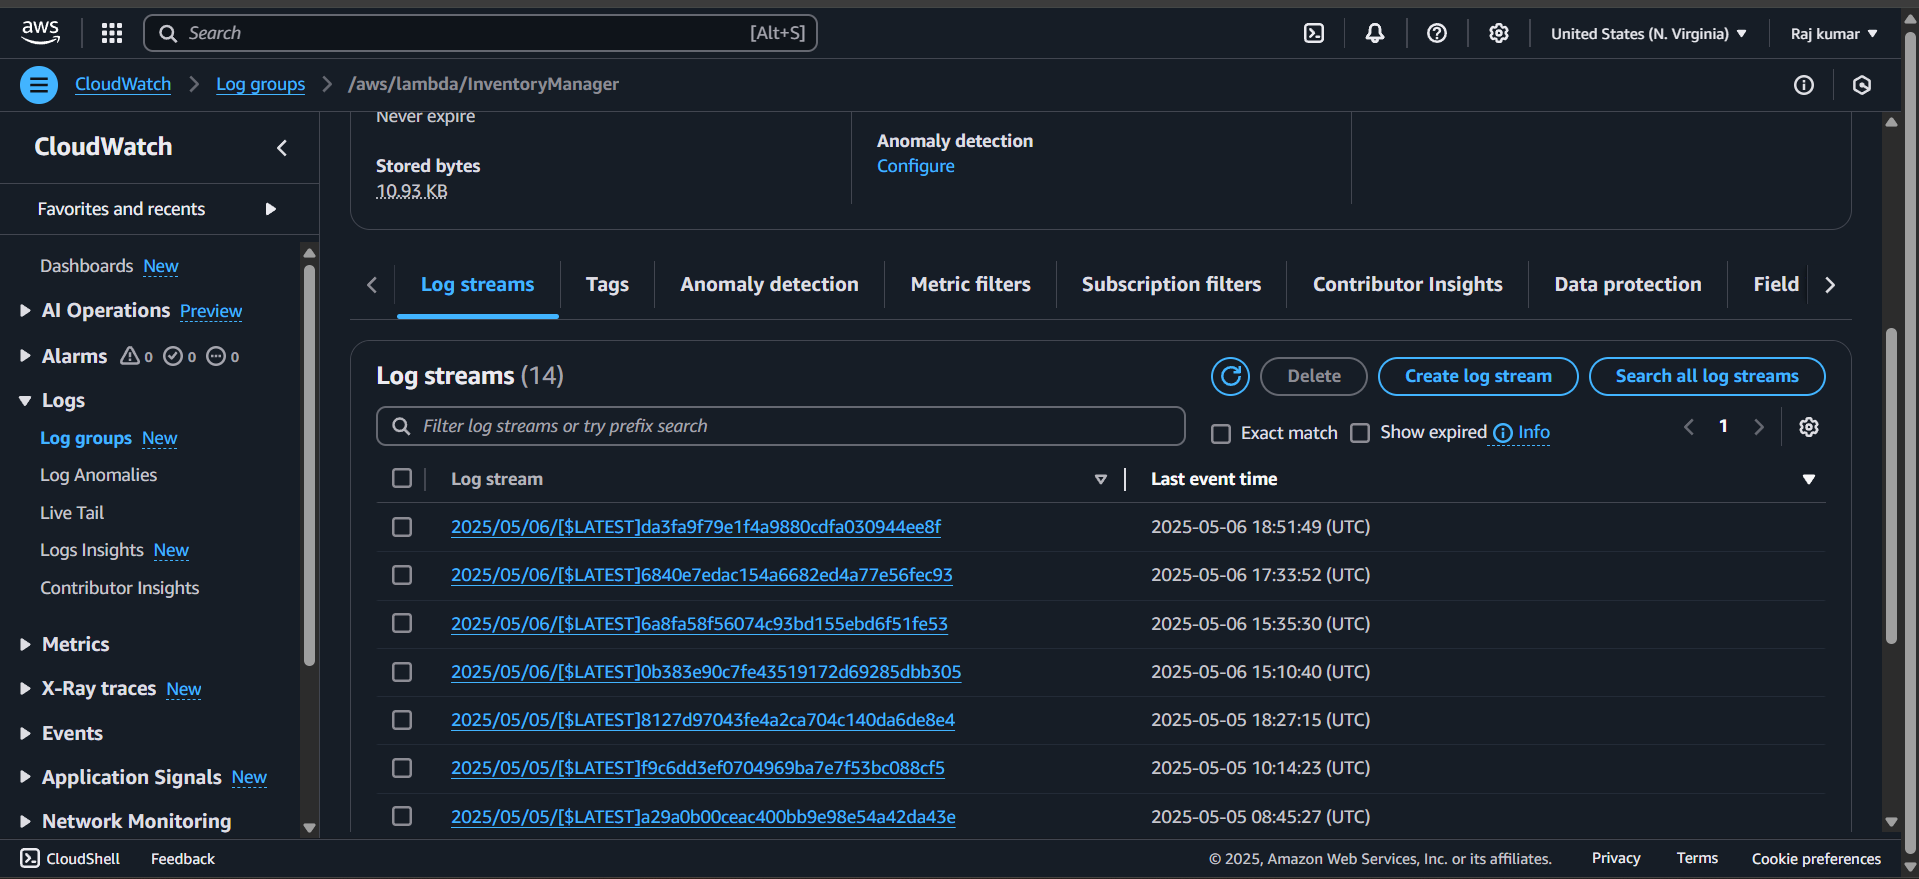 aws
Search [Alt+S]
United States (N. Virginia) ▼
Raj kumar ▼
CloudWatch > Log groups > /aws/lambda/InventoryManager
CloudWatch
Favorites and recents
Dashboards New
AI Operations Preview
Alarms 0 0 0
Logs
Log groups New
Log Anomalies
Live Tail
Logs Insights New
Contributor Insights
Metrics
X-Ray traces New
Events
Application Signals New
Network Monitoring
Never expire
Stored bytes
10.93 KB
Anomaly detection
Configure
Log streams
Tags
Anomaly detection
Metric filters
Subscription filters
Contributor Insights
Data protection
Field
Log streams (14)
Delete
Create log stream
Search all log streams
Filter log streams or try prefix search
Exact match
Show expired Info
1
Log stream
Last event time
2025/05/06/[$LATEST]da3fa9f79e1f4a9880cdfa030944ee8f 2025-05-06 18:51:49 (UTC)
2025/05/06/[$LATEST]6840e7edac154a6682ed4a77e56fec93 2025-05-06 17:33:52 (UTC)
2025/05/06/[$LATEST]6a8fa58f56074c93bd155ebd6f51fe53 2025-05-06 15:35:30 (UTC)
2025/05/06/[$LATEST]0b383e90c7fe43519172d69285dbb305 2025-05-06 15:10:40 (UTC)
2025/05/05/[$LATEST]8127d97043fe4a2ca704c140da6de8e4 2025-05-05 18:27:15 (UTC)
2025/05/05/[$LATEST]f9c6dd3ef0704969ba7e7f53bc088cf5 2025-05-05 10:14:23 (UTC)
2025/05/05/[$LATEST]a29a0b00ceac400bb9e98e54a42da43e 2025-05-05 08:45:27 (UTC)
CloudShell
Feedback
© 2025, Amazon Web Services, Inc. or its affiliates.
Privacy
Terms
Cookie preferences